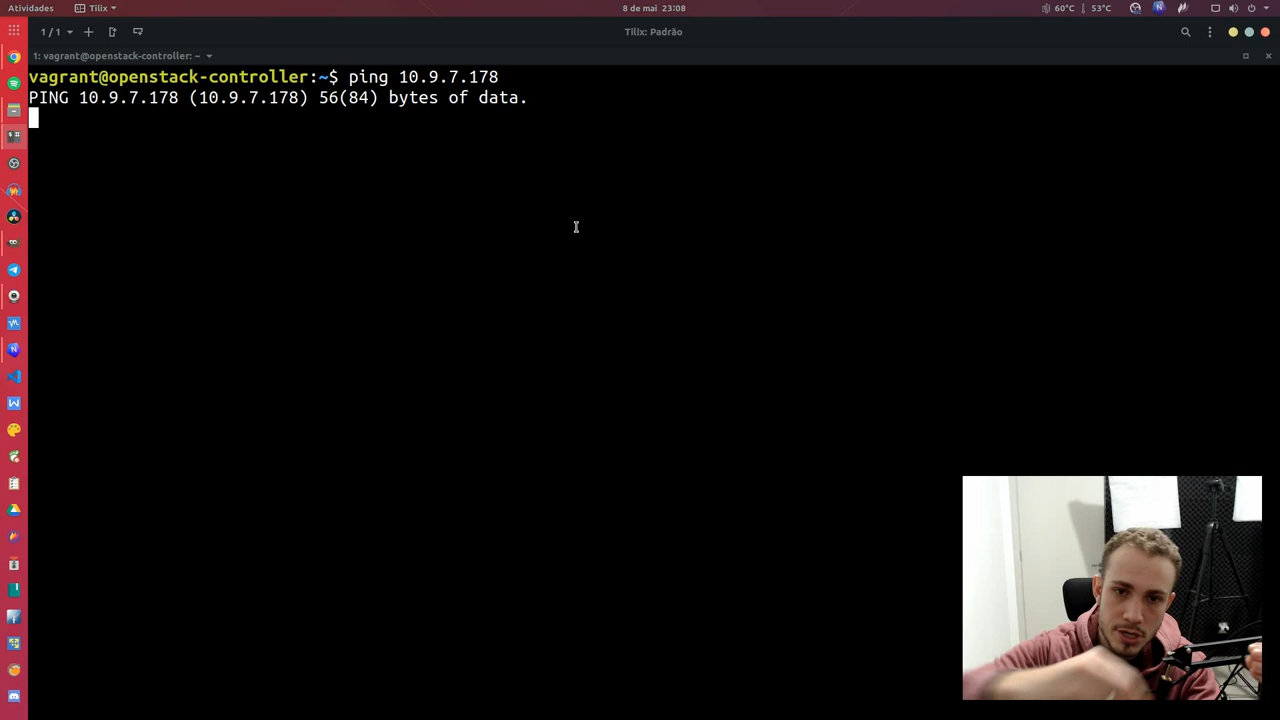 Atividades
Tilix
8 de mai 23:08
60°C
53°C
1 / 1
Tilix: Padrão
1: vagrant@openstack-controller: ~
vagrant@openstack-controller:~$ ping 10.9.7.178
PING 10.9.7.178 (10.9.7.178) 56(84) bytes of data.